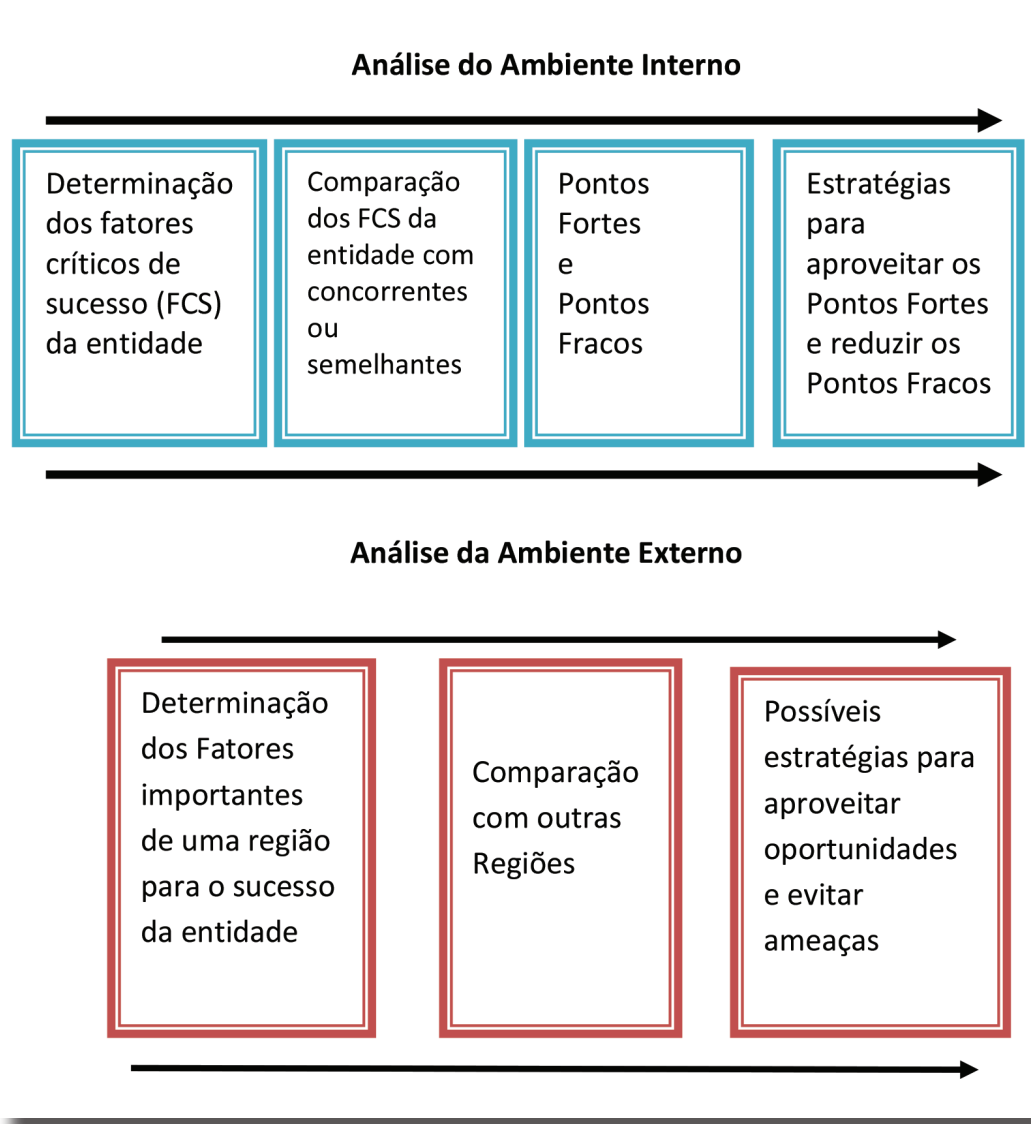 Análise do Ambiente Interno
Determinação
dos fatores
críticos de
sucesso (FCS)
da entidade
Comparação
dos FCS da
entidade com
concorrentes
ou
semelhantes
Pontos
Fortes
e
Pontos
Fracos
Estratégias
para
aproveitar os
Pontos Fortes
e reduzir os
Pontos Fracos
Análise da Ambiente Externo
Determinação
dos Fatores
importantes
de uma região
para o sucesso
da entidade
Comparação
com outras
Regiões
Possíveis
estratégias para
aproveitar
oportunidades
e evitar
ameaças